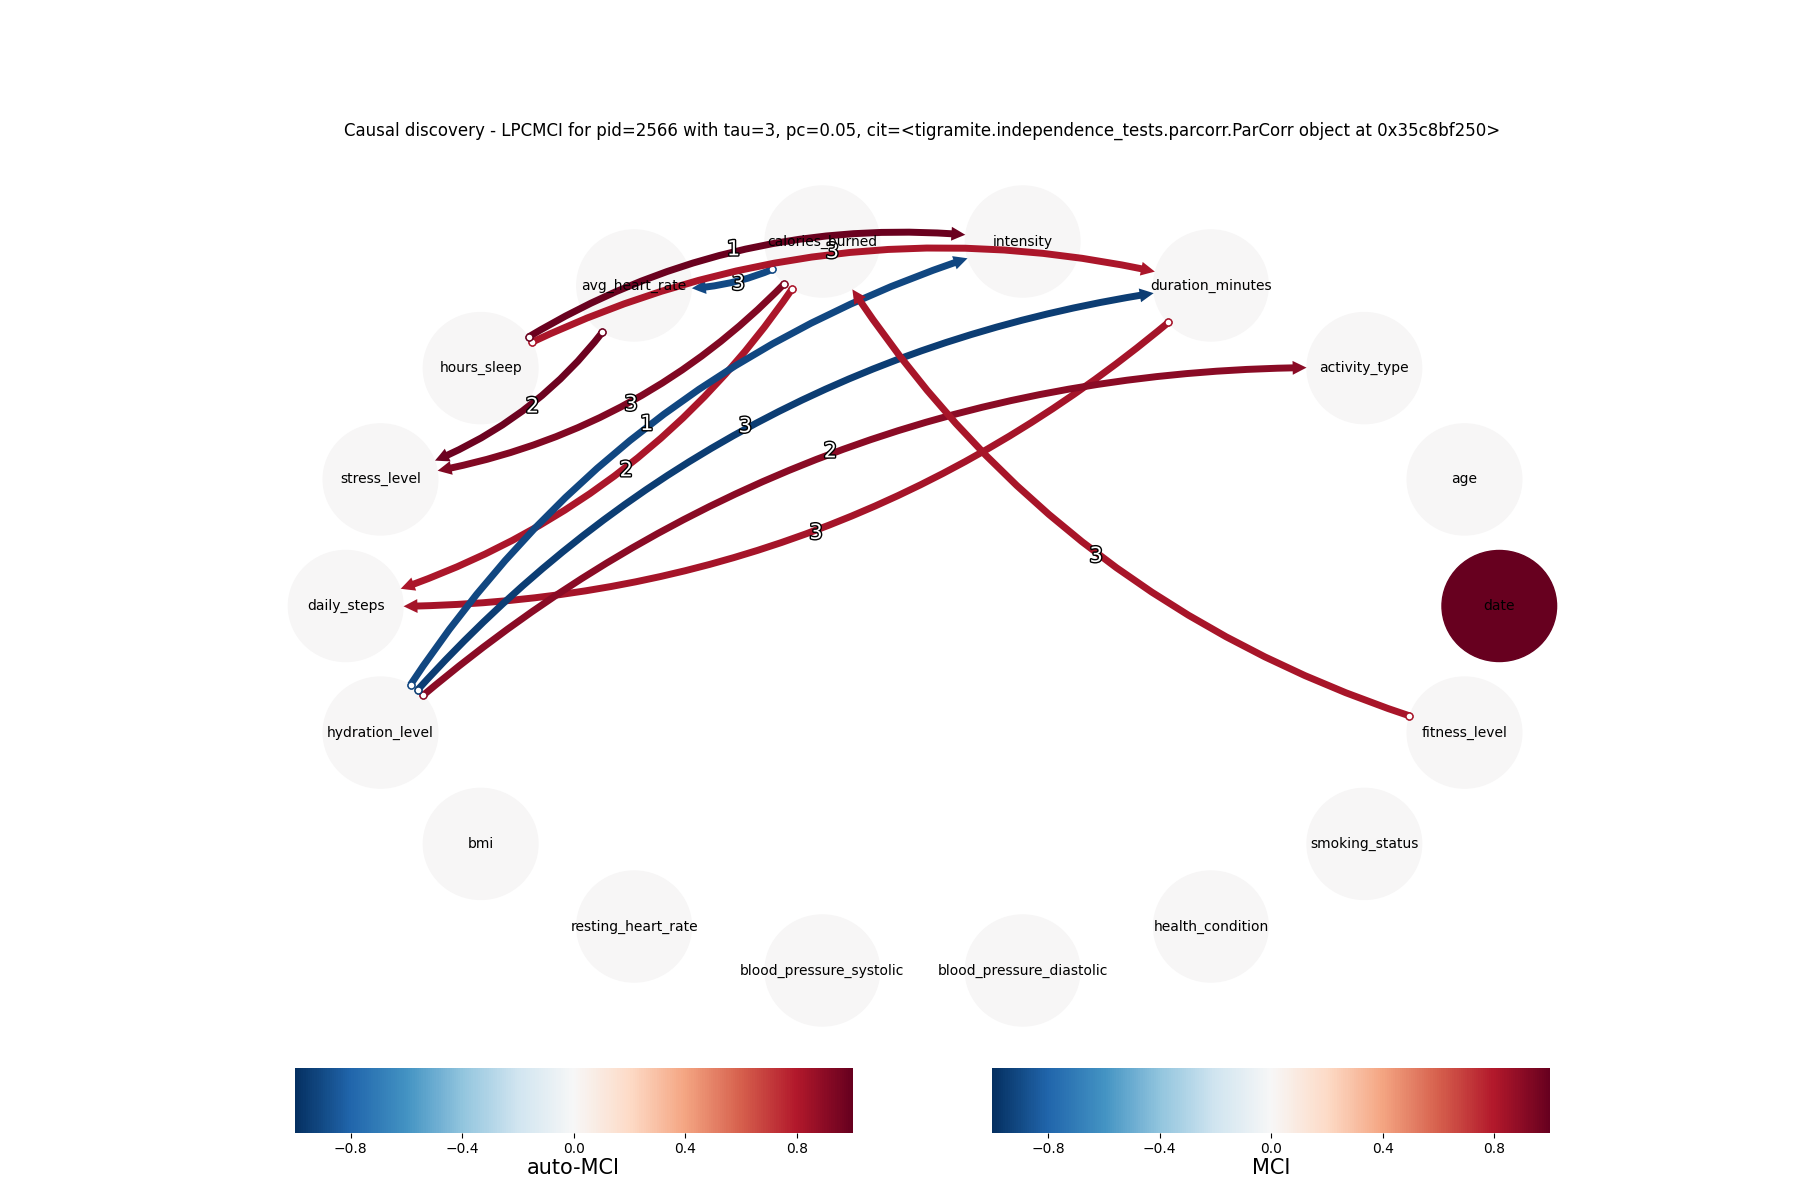 Causal discovery - LPCMCI for pid=2566 with tau=3, pc=0.05, cit=<tigramite.independence_tests.parcorr.ParCorr object at 0x35c8bf250>
calories_burned
intensity
1
3
avg_heart_rate
3
duration_minutes
hours_sleep
activity_type
2
3
1
3
2
stress_level
2
age
3
3
daily_steps
date
hydration_level
fitness_level
bmi
smoking_status
resting_heart_rate
health_condition
blood_pressure_systolic
blood_pressure_diastolic
−0.8 −0.4 0.0 0.4 0.8
auto-MCI
−0.8 −0.4 0.0 0.4 0.8
MCI